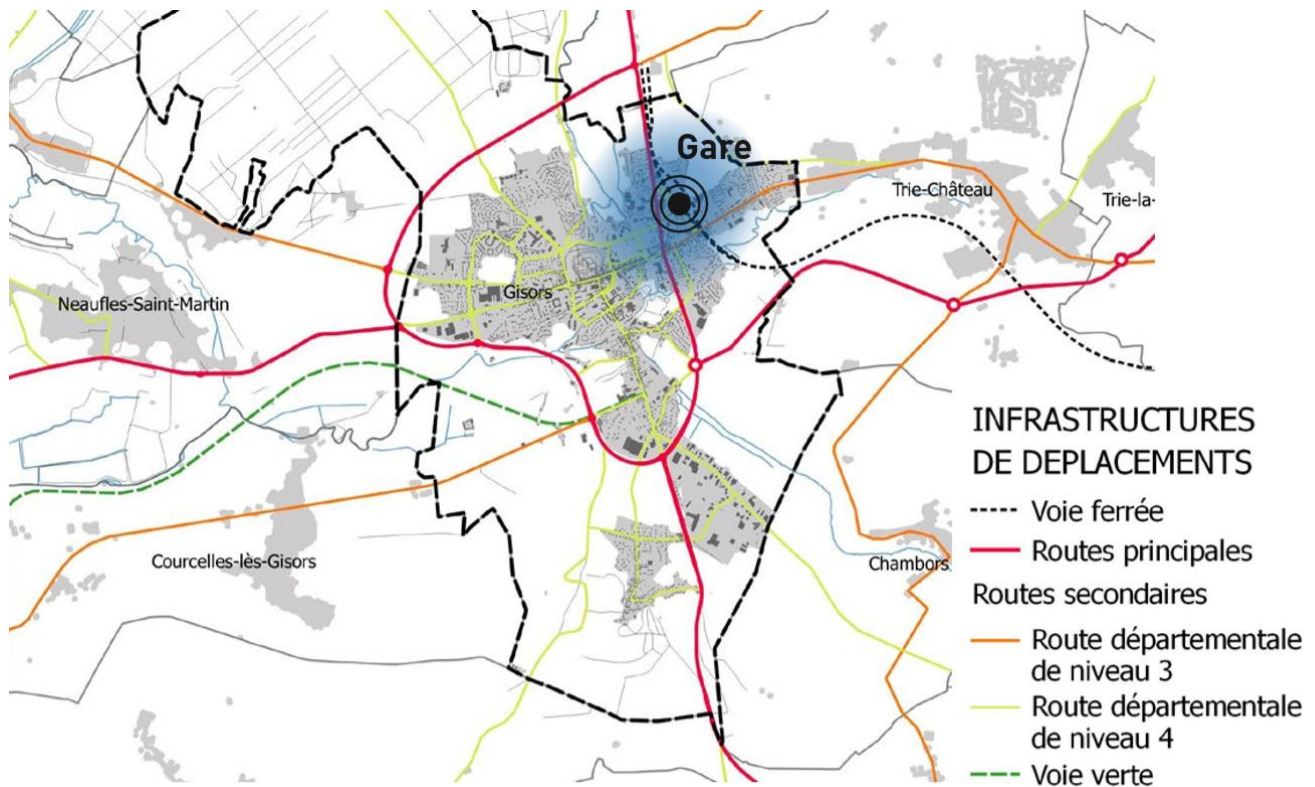 Gare
Trie-Château
Trie-la-
Neaufles-Saint-Martin
Gisors
Courcelles-lès-Gisors
Chambors
INFRASTRUCTURES
DE DEPLACEMENTS
Voie ferrée
Routes principales
Routes secondaires
Route départementale
de niveau 3
Route départementale
de niveau 4
Voie verte